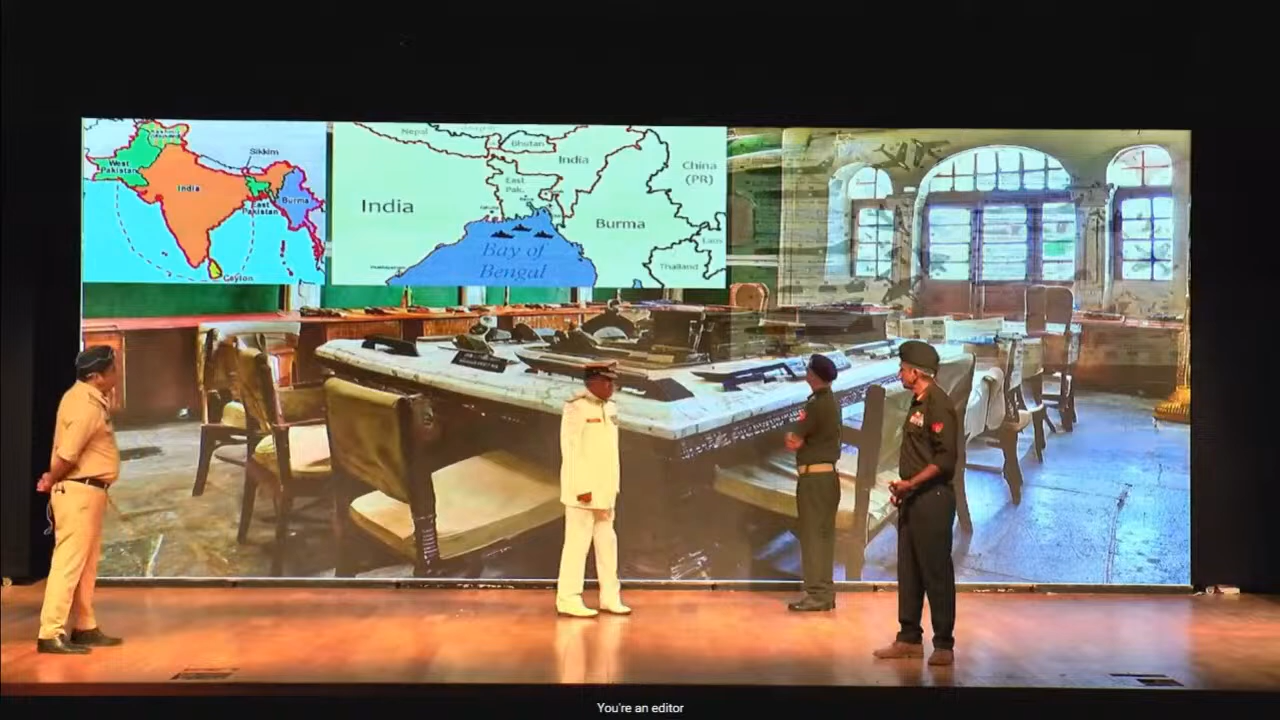 Sikkim
West
Pakistan
India
East
Pakistan
Burma
Ceylon
Nepal
Bhutan
India
China
(PR)
East
Pak.
India
Burma
Bay of
Bengal
Laos
Thailand
You're an editor